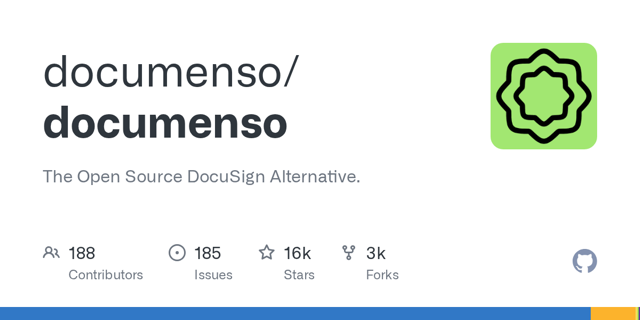 documenso/
documenso
The Open Source DocuSign Alternative.
188 185 16k 3k
Contributors Issues Stars Forks